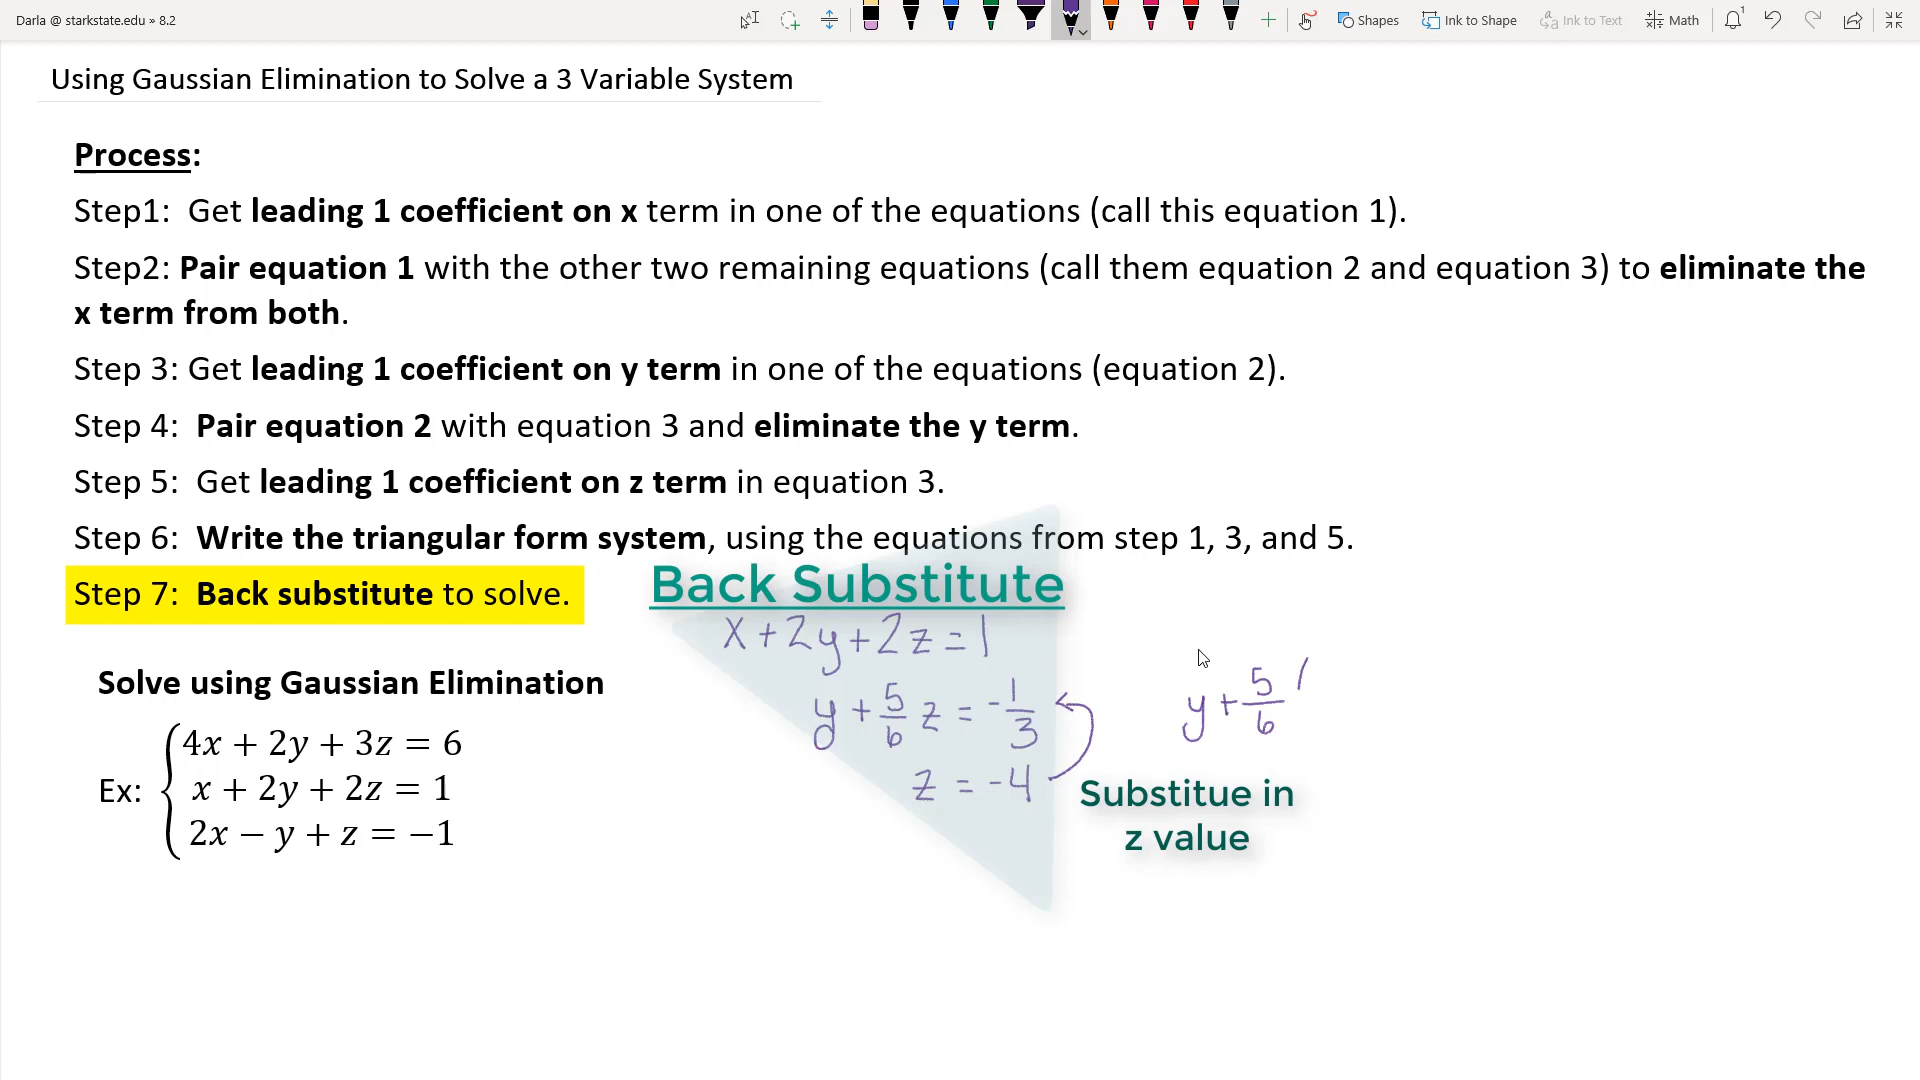 Darla @ starkstate.edu » 8.2
Shapes Ink to Shape Ink to Text Math 1
Using Gaussian Elimination to Solve a 3 Variable System
Process:
Step1: Get leading 1 coefficient on x term in one of the equations (call this equation 1).
Step2: Pair equation 1 with the other two remaining equations (call them equation 2 and equation 3) to eliminate the
x term from both.
Step 3: Get leading 1 coefficient on y term in one of the equations (equation 2).
Step 4: Pair equation 2 with equation 3 and eliminate the y term.
Step 5: Get leading 1 coefficient on z term in equation 3.
Step 6: Write the triangular form system, using the equations from step 1, 3, and 5.
Step 7: Back substitute to solve.
Back Substitute
x + 2y + 2z = 1
y + 5/6 z = -1/3
z = -4
y + 5/6 (
Substitue in
z value
Solve using Gaussian Elimination
Ex:
4x + 2y + 3z = 6
x + 2y + 2z = 1
2x − y + z = −1